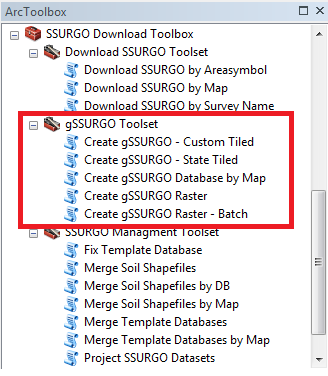 ArcToolbox
SSURGO Download Toolbox
Download SSURGO Toolset
Download SSURGO by Areasymbol
Download SSURGO by Map
Download SSURGO by Survey Name
gSSURGO Toolset
Create gSSURGO - Custom Tiled
Create gSSURGO - State Tiled
Create gSSURGO Database by Map
Create gSSURGO Raster
Create gSSURGO Raster - Batch
SSURGO Managment Toolset
Fix Template Database
Merge Soil Shapefiles
Merge Soil Shapefiles by DB
Merge Soil Shapefiles by Map
Merge Template Databases
Merge Template Databases by Map
Project SSURGO Datasets